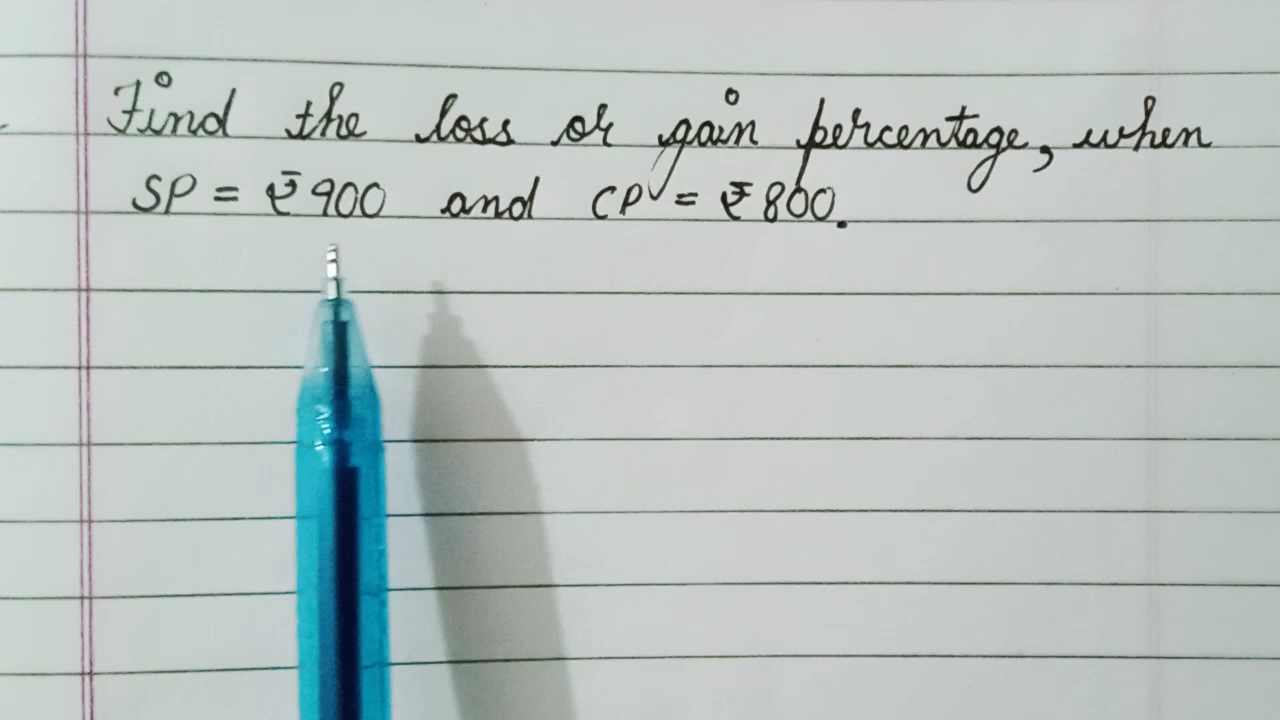 Find the loss or gain percentage, when
SP = ₹900 and CP = ₹800.